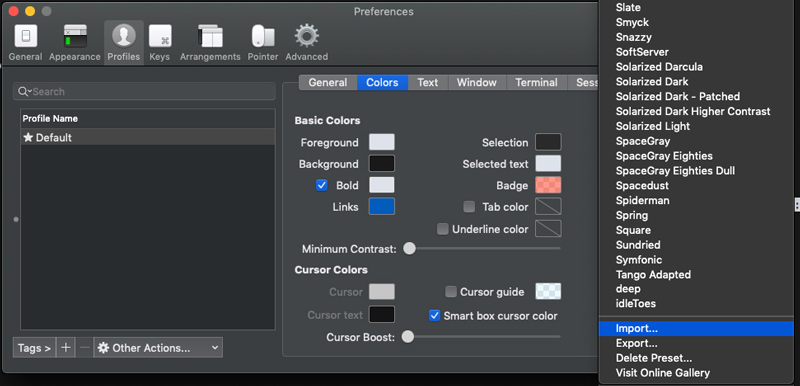 Preferences
General
Appearance
Profiles
Keys
Arrangements
Pointer
Advanced
Search
Profile Name
★ Default
Tags >
+
−
Other Actions...
General
Colors
Text
Window
Terminal
Basic Colors
Foreground
Background
Bold
Links
Selection
Selected text
Badge
Tab color
Underline color
Minimum Contrast:
Cursor Colors
Cursor
Cursor text
Cursor guide
Smart box cursor color
Cursor Boost:
Slate
Smyck
Snazzy
SoftServer
Solarized Darcula
Solarized Dark
Solarized Dark - Patched
Solarized Dark Higher Contrast
Solarized Light
SpaceGray
SpaceGray Eighties
SpaceGray Eighties Dull
Spacedust
Spiderman
Spring
Square
Sundried
Symfonic
Tango Adapted
deep
idleToes
Import...
Export...
Delete Preset...
Visit Online Gallery